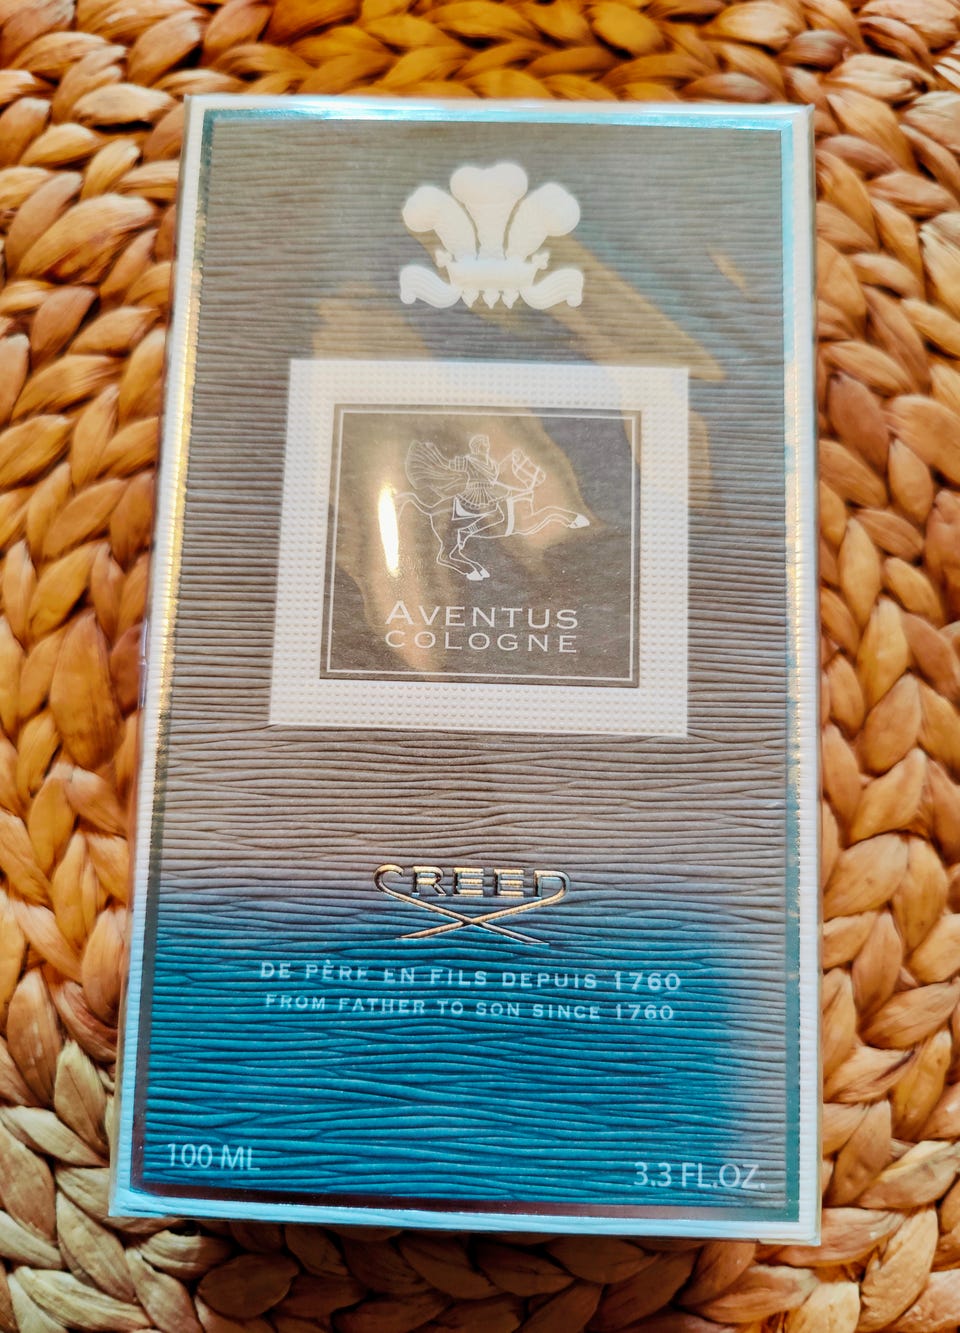 AVENTUS
COLOGNE
CREED
DE PÈRE EN FILS DEPUIS 1760
FROM FATHER TO SON SINCE 1760
100 ML
3.3 FL.OZ.